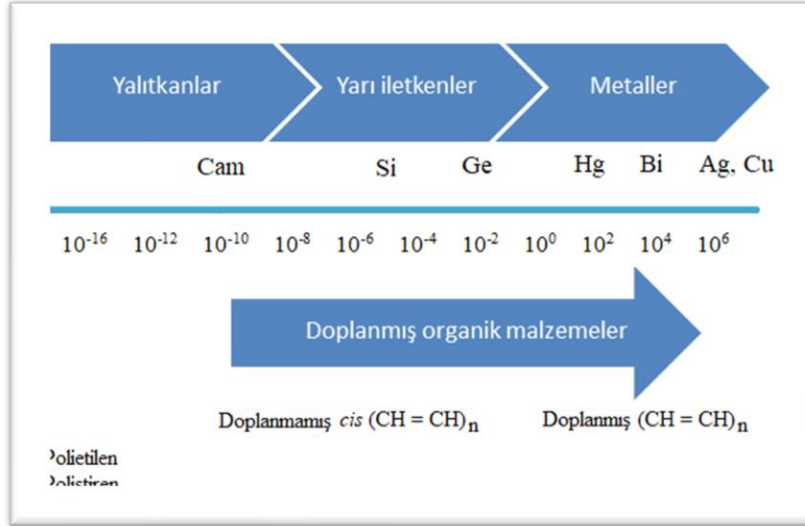 Yalıtkanlar Yarı iletkenler Metaller
Cam Si Ge Hg Bi Ag, Cu
10⁻¹⁶ 10⁻¹² 10⁻¹⁰ 10⁻⁸ 10⁻⁶ 10⁻⁴ 10⁻² 10⁰ 10² 10⁴ 10⁶
Doplanmış organik malzemeler
Doplanmamış cis (CH = CH)n Doplanmış (CH = CH)n
Polietilen
Polistiren